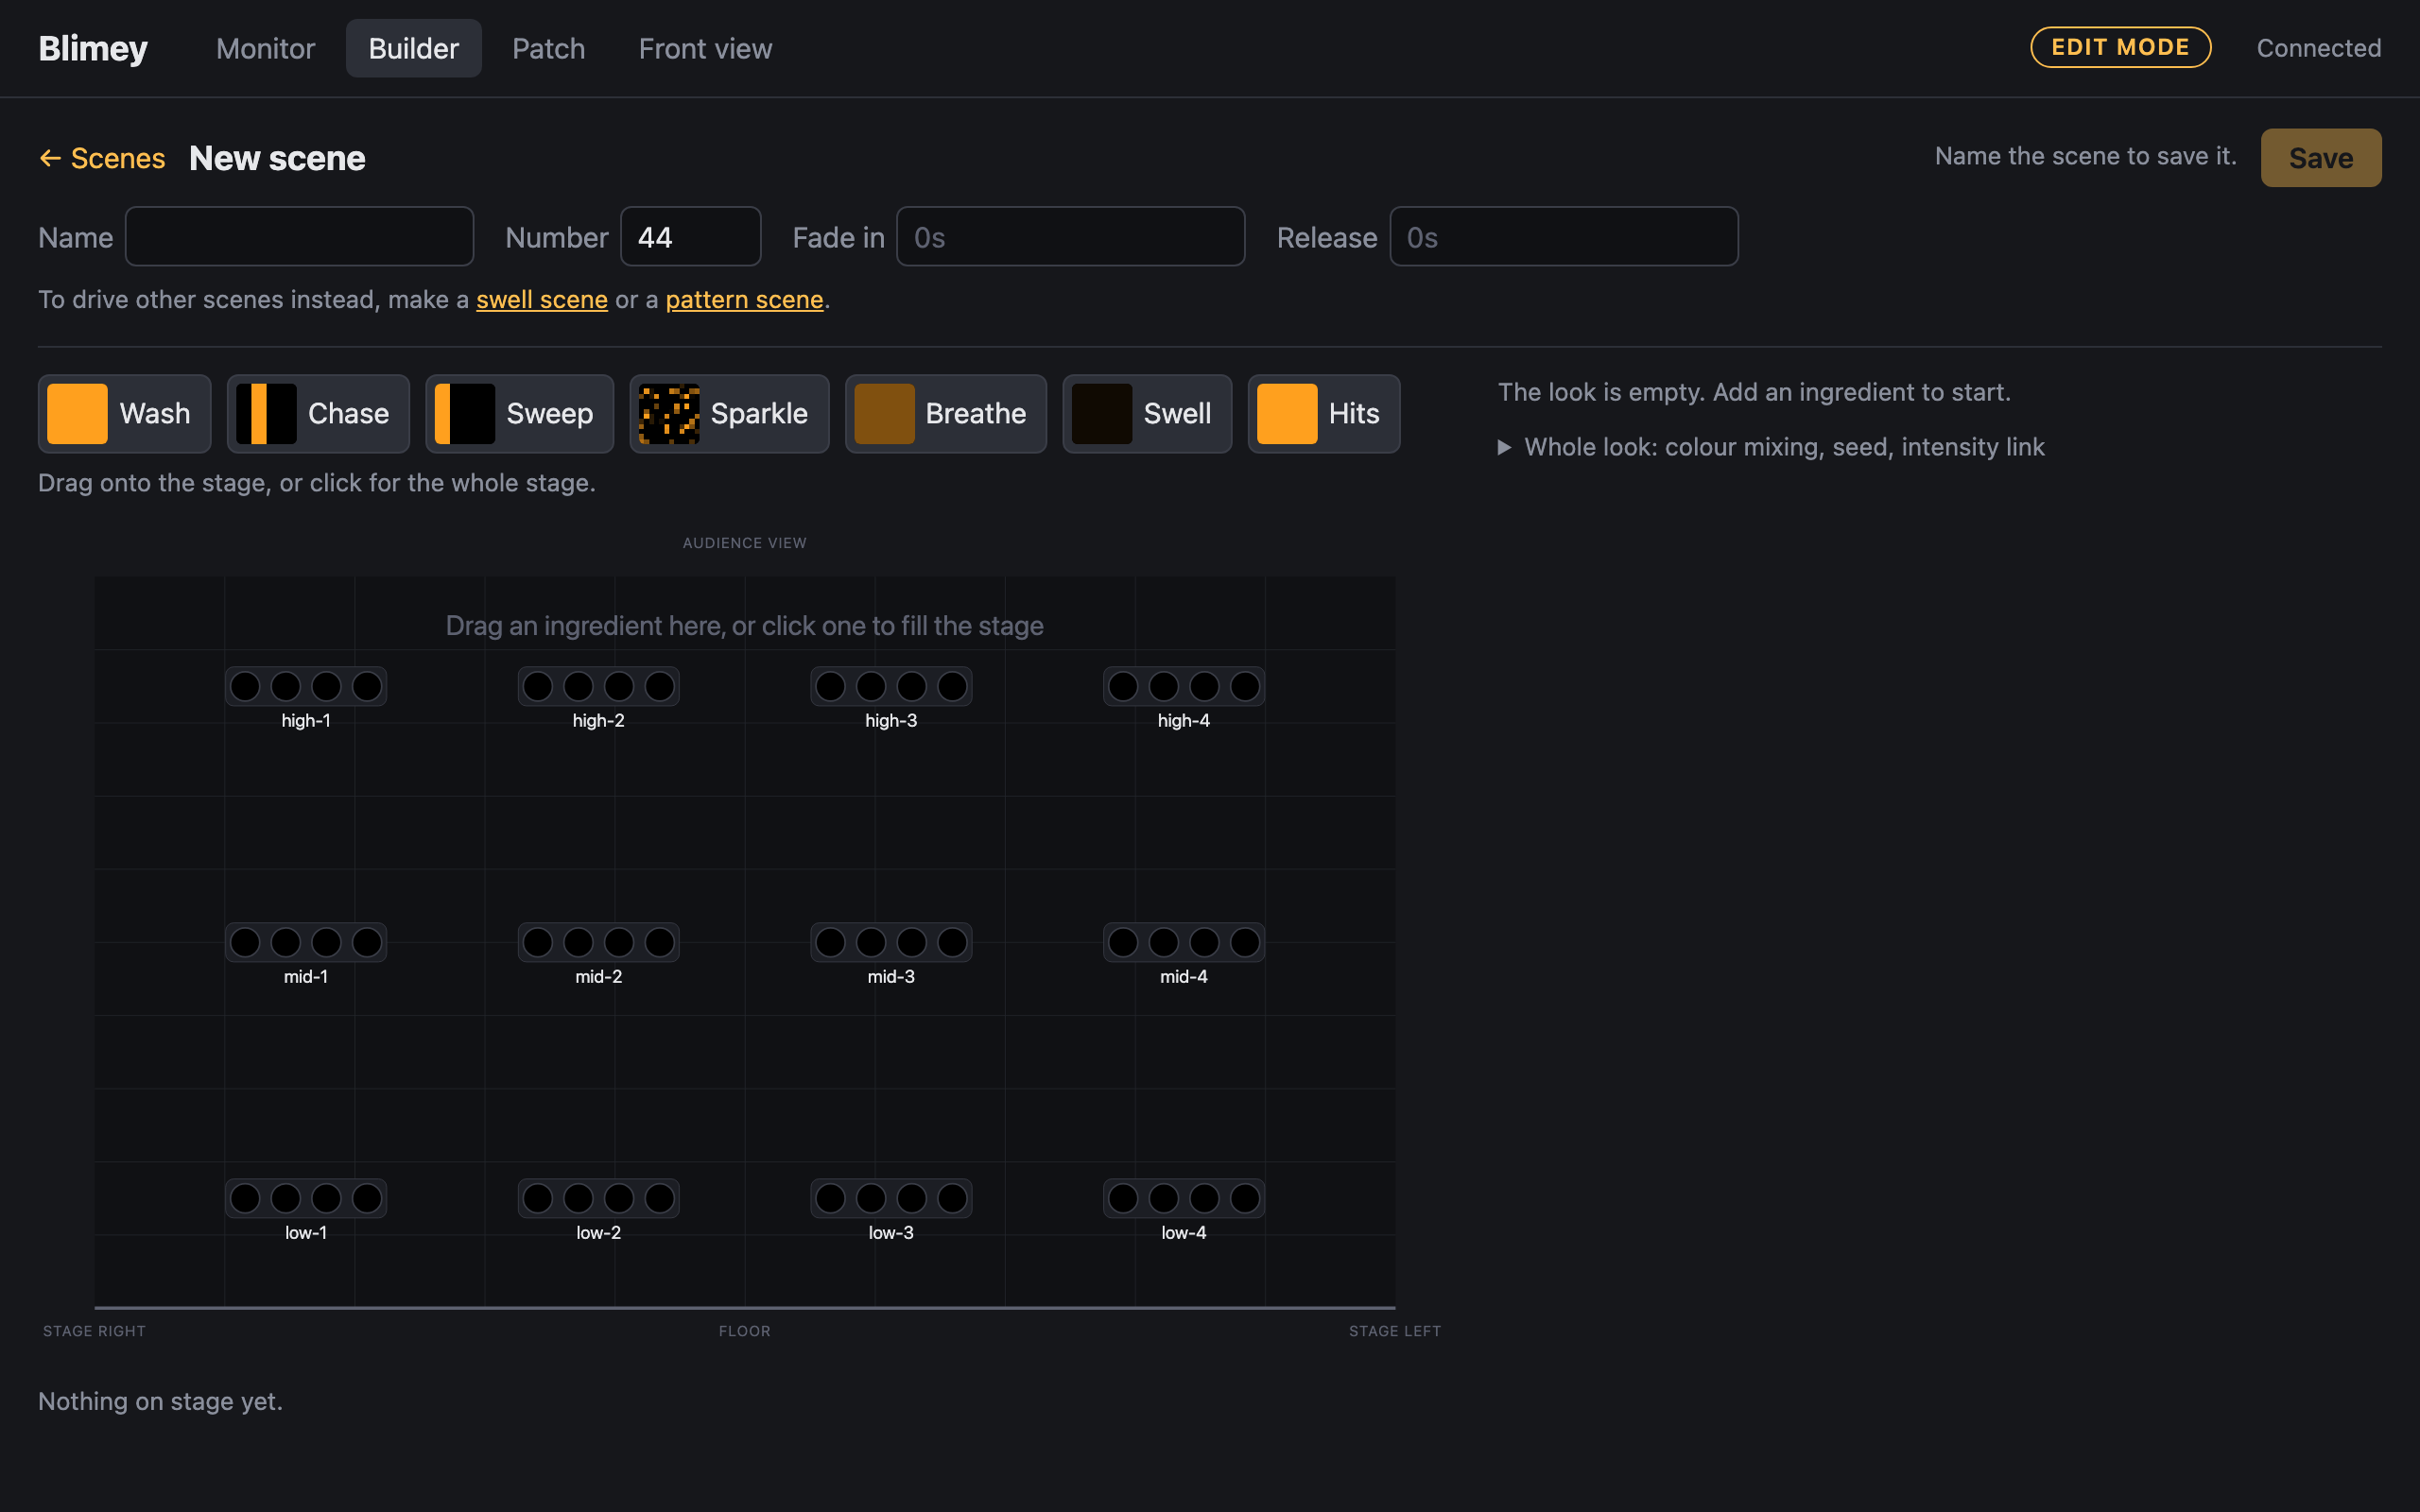 Blimey Monitor Builder Patch Front view EDIT MODE Connected
← Scenes New scene Name the scene to save it. Save
Name Number 44 Fade in 0s Release 0s
To drive other scenes instead, make a swell scene or a pattern scene.
Wash Chase Sweep Sparkle Breathe Swell Hits
Drag onto the stage, or click for the whole stage.
The look is empty. Add an ingredient to start.
▶ Whole look: colour mixing, seed, intensity link
AUDIENCE VIEW
Drag an ingredient here, or click one to fill the stage
high-1 high-2 high-3 high-4
mid-1 mid-2 mid-3 mid-4
low-1 low-2 low-3 low-4
STAGE RIGHT FLOOR STAGE LEFT
Nothing on stage yet.